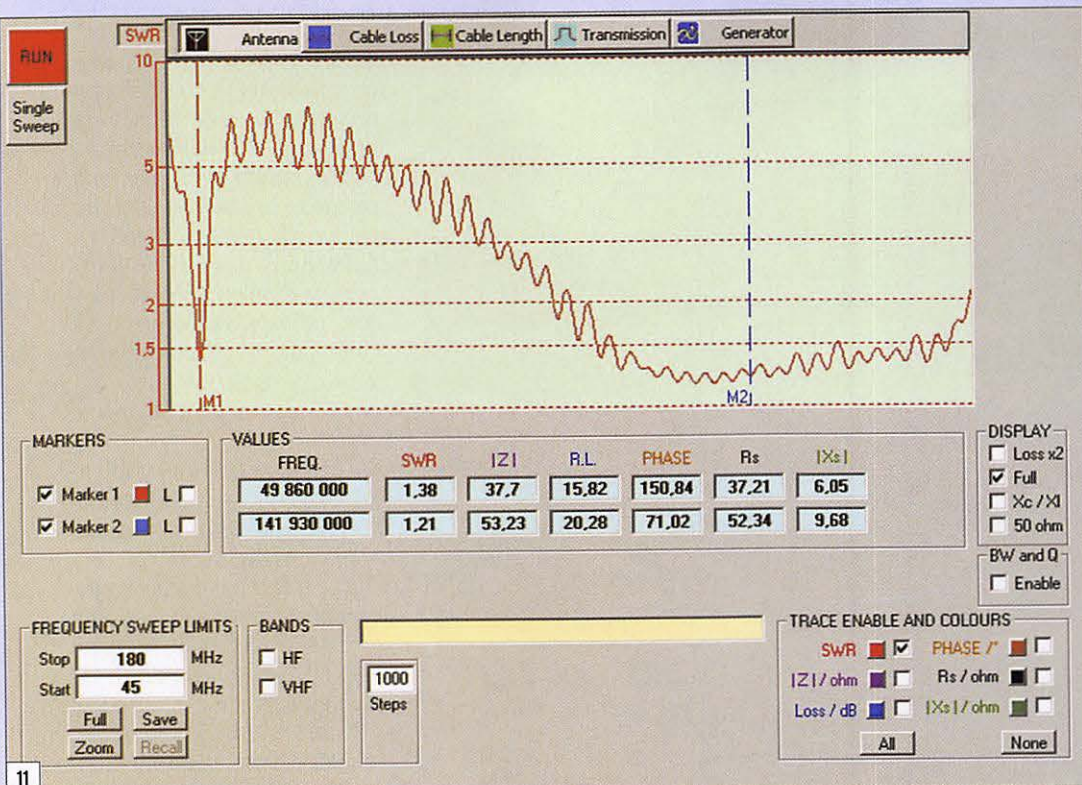 RUN
Single
Sweep
SWR
Antenna
Cable Loss
Cable Length
Transmission
Generator
10
5
3
2
1,5
1
M1
M2
MARKERS
Marker 1 L
Marker 2 L
VALUES
FREQ. SWR |Z| R.L. PHASE Rs |Xs|
49 860 000 1,38 37,7 15,82 150,84 37,21 6,05
141 930 000 1,21 53,23 20,28 71,02 52,34 9,68
DISPLAY
Loss x2
Full
Xc / Xl
50 ohm
BW and Q
Enable
FREQUENCY SWEEP LIMITS
Stop 180 MHz
Start 45 MHz
Full Save
Zoom Recall
BANDS
HF
VHF
1000
Steps
TRACE ENABLE AND COLOURS
SWR PHASE /°
|Z| / ohm Rs / ohm
Loss / dB |Xs| / ohm
All None
11